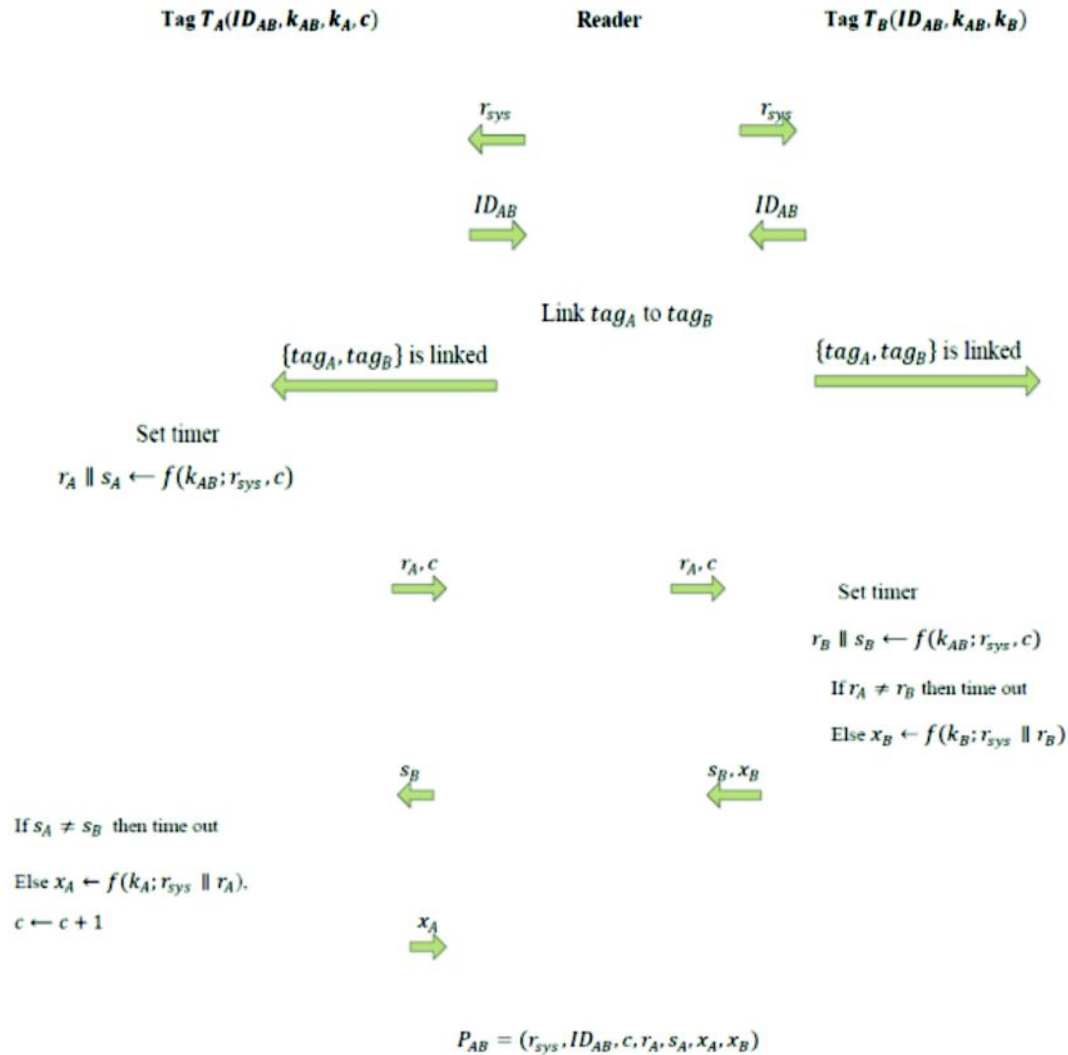 Tag T_A(ID_AB, k_AB, k_A, c) Reader Tag T_B(ID_AB, k_AB, k_B)
r_sys r_sys
ID_AB ID_AB
Link tag_A to tag_B
{tag_A, tag_B} is linked {tag_A, tag_B} is linked
Set timer
r_A ∥ s_A ← f(k_AB; r_sys, c)
r_A, c r_A, c
Set timer
r_B ∥ s_B ← f(k_AB; r_sys, c)
If r_A ≠ r_B then time out
Else x_B ← f(k_B; r_sys ∥ r_B)
s_B s_B, x_B
If s_A ≠ s_B then time out
Else x_A ← f(k_A; r_sys ∥ r_A),
c ← c + 1
x_A
P_AB = (r_sys, ID_AB, c, r_A, s_A, x_A, x_B)